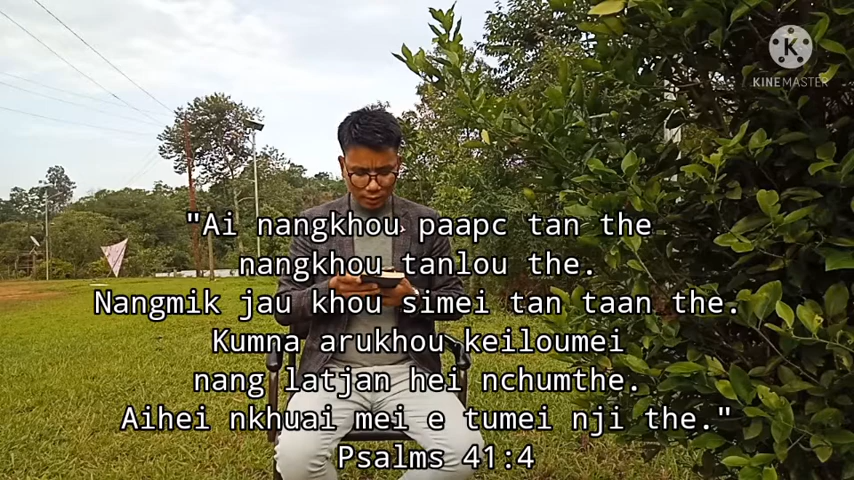 KINEMASTER
"Ai nangkhou paapc tan the
nangkhou tanlou the.
Nangmik jau khou simei tan taan the.
Kumna arukhou keiloumei
nang latjan hei nchumthe.
Aihei nkhuai mei e tumei nji the."
Psalms 41:4